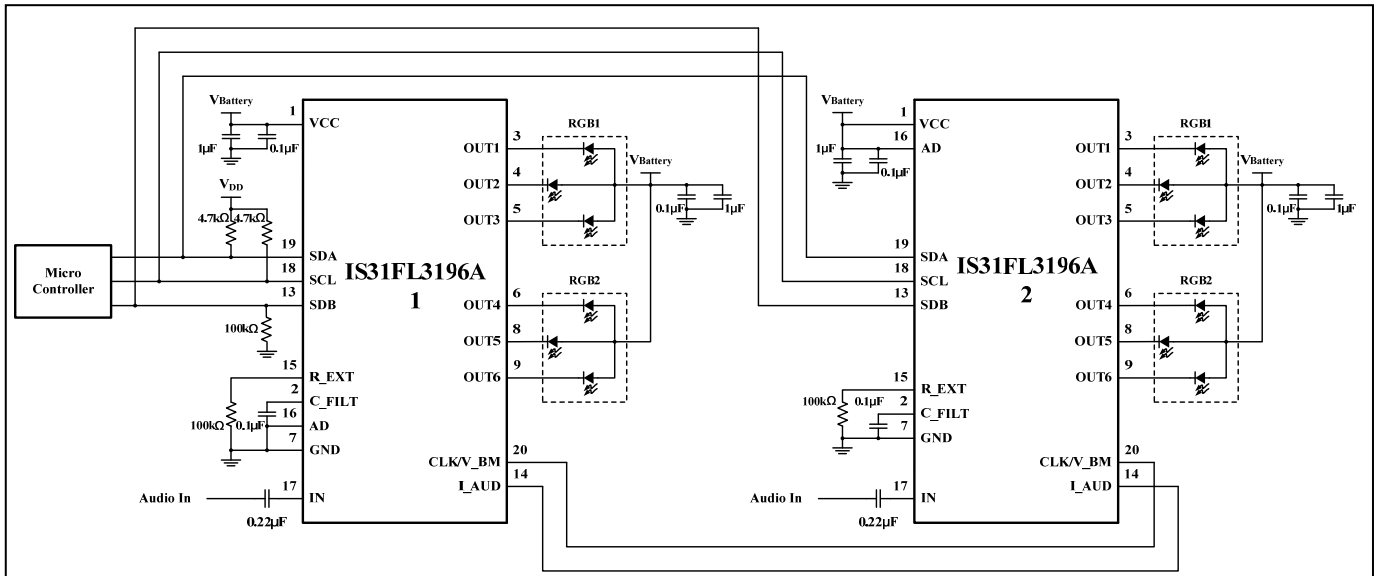 Micro
Controller
VBattery
1
VCC
1μF
0.1μF
VDD
4.7kΩ 4.7kΩ
19
SDA
18
SCL
13
SDB
100kΩ
15
R_EXT
2
C_FILT
100kΩ
0.1μF
16
AD
7
GND
Audio In
17
IN
0.22μF
IS31FL3196A
1
3
OUT1
4
OUT2
5
OUT3
6
OUT4
8
OUT5
9
OUT6
20
CLK/V_BM
14
I_AUD
RGB1
VBattery
0.1μF
1μF
RGB2
VBattery
1
VCC
16
AD
1μF
0.1μF
19
SDA
18
SCL
13
SDB
15
R_EXT
100kΩ
0.1μF
2
C_FILT
7
GND
Audio In
17
IN
0.22μF
IS31FL3196A
2
3
OUT1
4
OUT2
5
OUT3
6
OUT4
8
OUT5
9
OUT6
20
CLK/V_BM
14
I_AUD
RGB1
VBattery
0.1μF
1μF
RGB2